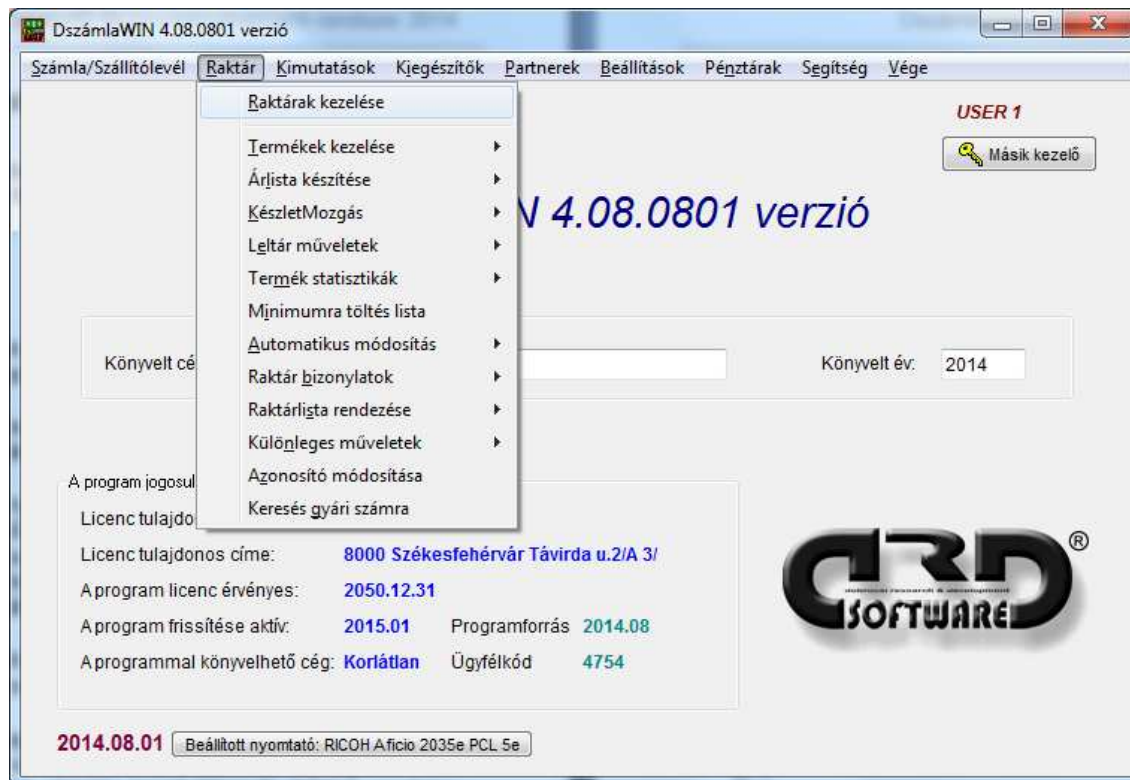 DszámlaWIN 4.08.0801 verzió
Számla/Szállítólevél Raktár Kimutatások Kiegészítők Partnerek Beállítások Pénztárak Segítség Vége
Raktárak kezelése
USER 1
Másik kezelő
Termékek kezelése
Árlista készítése
KészletMozgás
N 4.08.0801 verzió
Leltár műveletek
Termék statisztikák
Minimumra töltés lista
Automatikus módosítás
Könyvelt cé
Könyvelt év: 2014
Raktár bizonylatok
Raktárlista rendezése
Különleges műveletek
Azonosító módosítása
Keresés gyári számra
A program jogosul
Licenc tulajdo
Licenc tulajdonos címe: 8000 Székesfehérvár Távirda u.2/A 3/
A program licenc érvényes: 2050.12.31
A program frissítése aktív: 2015.01 Programforrás 2014.08
A programmal könyvelhető cég: Korlátlan Ügyfélkód 4754
DRD ®
SOFTWARE
2014.08.01 Beállított nyomtató: RICOH Aficio 2035e PCL 5e